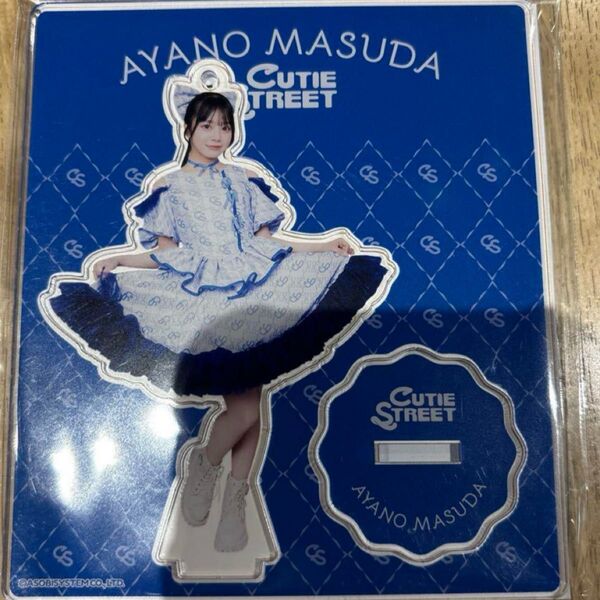 AYANO MASUDA
CUTIE
STREET
CUTIE
STREET
AYANO MASUDA
©ASOBISYSTEM CO.,LTD.